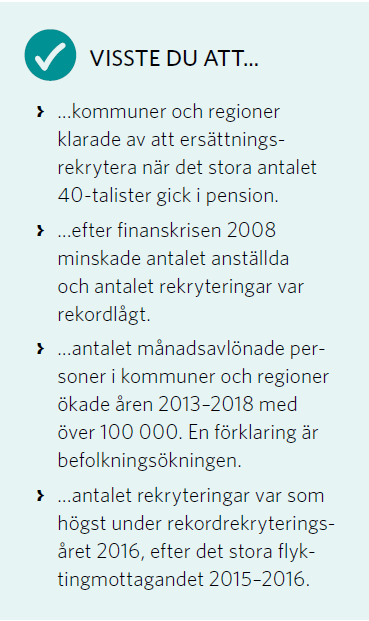 VISSTE DU ATT...
...kommuner och regioner
klarade av att ersättnings-
rekrytera när det stora antalet
40-talister gick i pension.
...efter finanskrisen 2008
minskade antalet anställda
och antalet rekryteringar var
rekordlågt.
...antalet månadsavlönade per-
soner i kommuner och regioner
ökade åren 2013–2018 med
över 100 000. En förklaring är
befolkningsökningen.
...antalet rekryteringar var som
högst under rekordrekryterings-
året 2016, efter det stora flyk-
tingmottagandet 2015–2016.